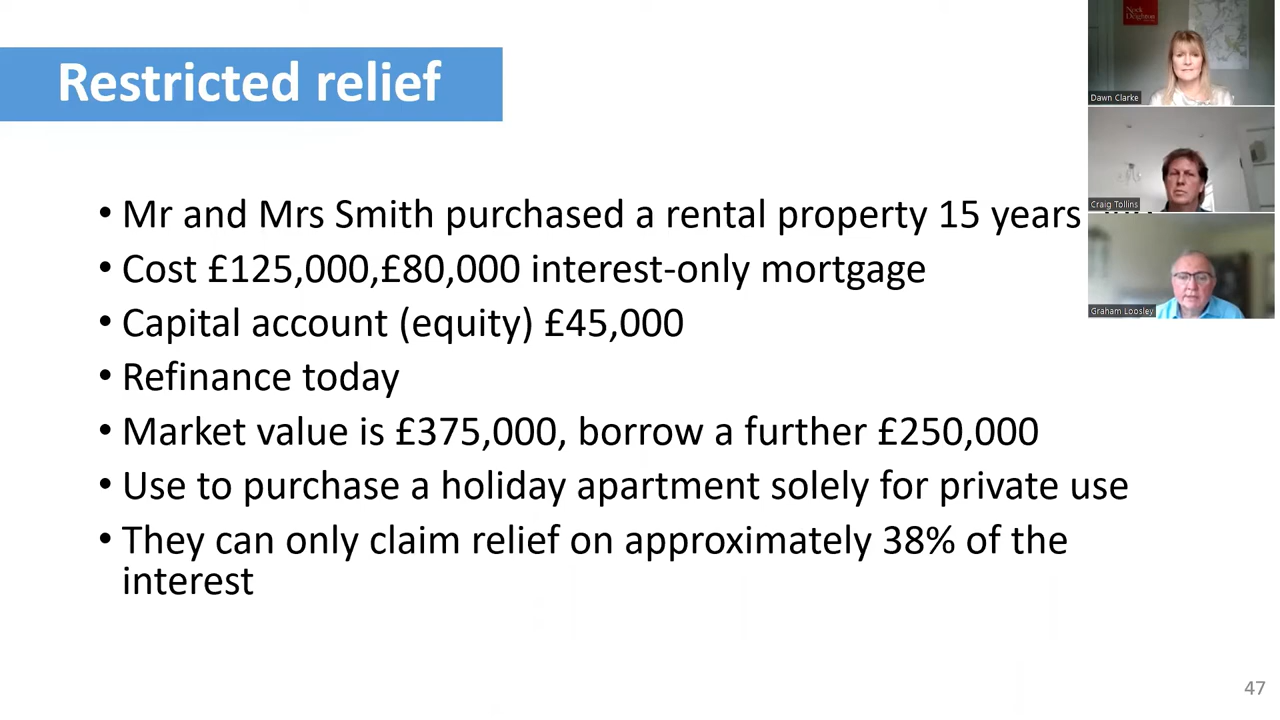 Restricted relief
• Mr and Mrs Smith purchased a rental property 15 years
• Cost £125,000,£80,000 interest-only mortgage
• Capital account (equity) £45,000
• Refinance today
• Market value is £375,000, borrow a further £250,000
• Use to purchase a holiday apartment solely for private use
• They can only claim relief on approximately 38% of the
interest
Nock
Deighton
Dawn Clarke
Craig Tollins
Graham Loosley
47